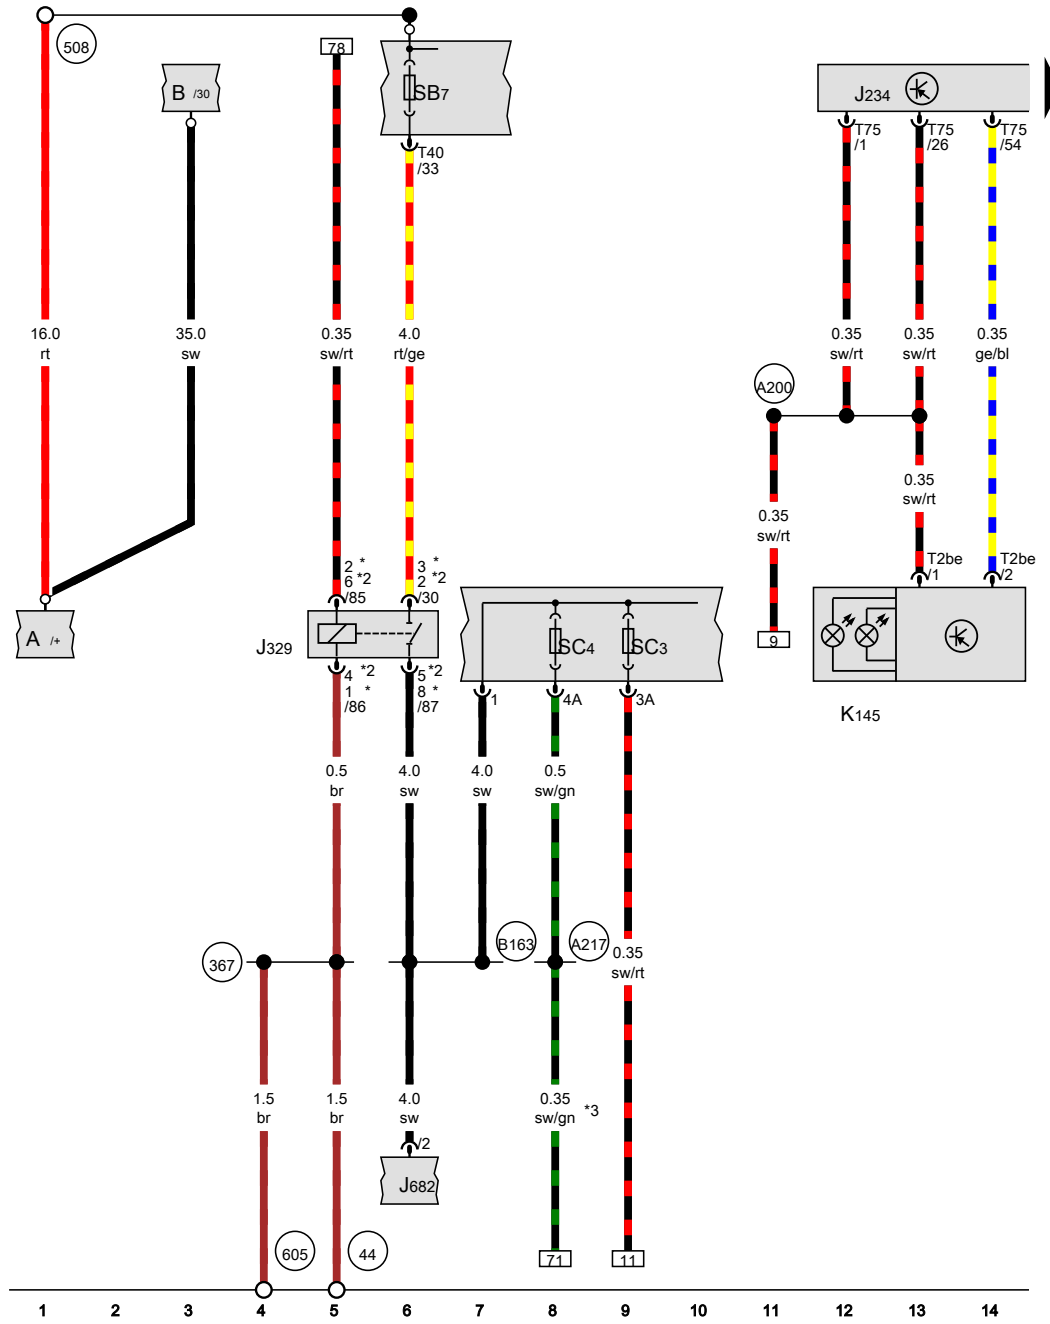 508
B /30
78
SB7
T40
/33
J234
T75
/1
T75
/26
T75
/54
16.0
rt
35.0
sw
0.35
sw/rt
4.0
rt/ge
0.35
sw/rt
0.35
sw/rt
0.35
ge/bl
A200
0.35
sw/rt
0.35
sw/rt
2 *
6 *2
/85
3 *
2 *2
/30
T2be
/1
T2be
/2
A /+
J329
SC4
SC3
9
4 *2
1 *
/86
5 *2
8 *
/87
1
4A
3A
K145
0.5
br
4.0
sw
4.0
sw
0.5
sw/gn
367
B163
A217
0.35
sw/rt
1.5
br
1.5
br
4.0
sw
0.35
sw/gn
*3
/2
J682
605
44
71
11
1 2 3 4 5 6 7 8 9 10 11 12 13 14